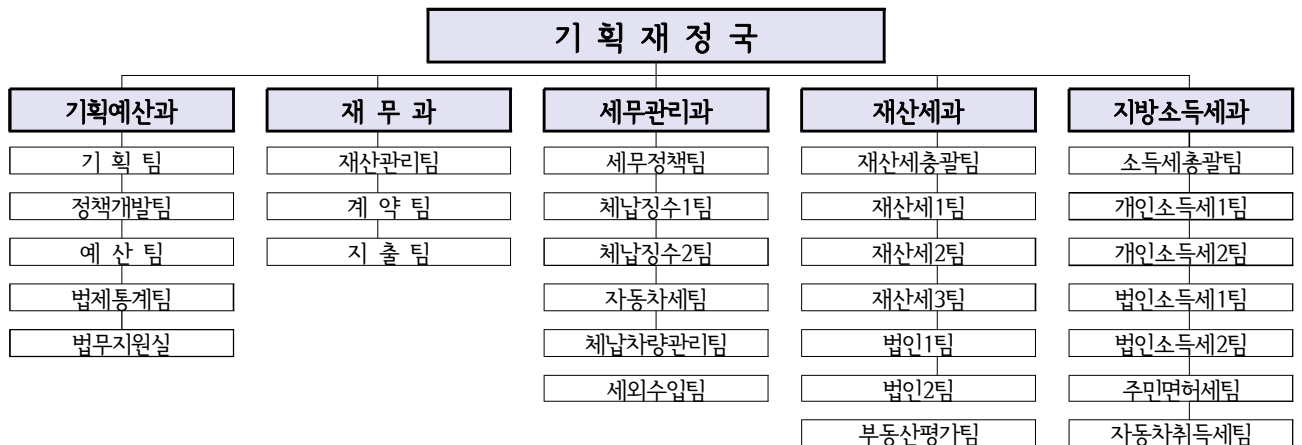 기 획 재 정 국
기획예산과
기 획 팀
정책개발팀
예 산 팀
법제통계팀
법무지원실
재 무 과
재산관리팀
계 약 팀
지 출 팀
세무관리과
세무정책팀
체납징수1팀
체납징수2팀
자동차세팀
체납차량관리팀
세외수입팀
재산세과
재산세총괄팀
재산세1팀
재산세2팀
재산세3팀
법인1팀
법인2팀
부동산평가팀
지방소득세과
소득세총괄팀
개인소득세1팀
개인소득세2팀
법인소득세1팀
법인소득세2팀
주민면허세팀
자동차취득세팀